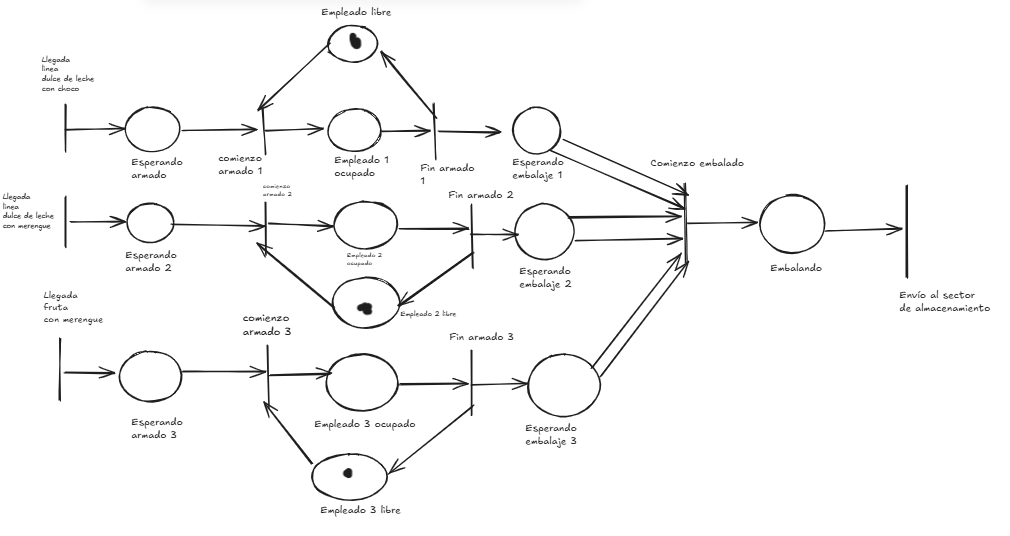 Empleado libre
Llegada
linea
dulce de leche
con choco
Esperando
armado
comienzo
armado 1
Empleado 1
ocupado
Fin armado
1
Esperando
embalaje 1
Comienzo embalado
Llegada
linea
dulce de leche
con merengue
Esperando
armado 2
comienzo
armado 2
Empleado 2
ocupado
Fin armado 2
Esperando
embalaje 2
Empleado 2 libre
Embalando
Envío al sector
de almacenamiento
Llegada
fruta
con merengue
Esperando
armado 3
comienzo
armado 3
Empleado 3 ocupado
Fin armado 3
Esperando
embalaje 3
Empleado 3 libre